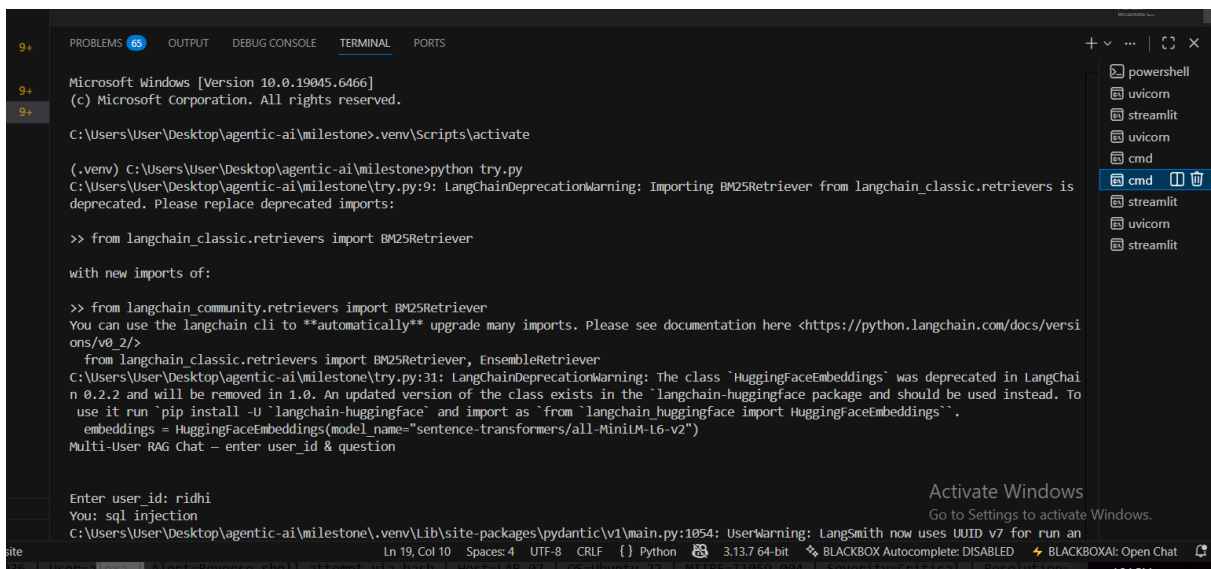 9+
PROBLEMS 65 OUTPUT DEBUG CONSOLE TERMINAL PORTS
9+
9+
Microsoft Windows [Version 10.0.19045.6466]
(c) Microsoft Corporation. All rights reserved.
C:\Users\User\Desktop\agentic-ai\milestone>.venv\Scripts\activate
(.venv) C:\Users\User\Desktop\agentic-ai\milestone>python try.py
C:\Users\User\Desktop\agentic-ai\milestone\try.py:9: LangChainDeprecationWarning: Importing BM25Retriever from langchain_classic.retrievers is
deprecated. Please replace deprecated imports:
>> from langchain_classic.retrievers import BM25Retriever
with new imports of:
>> from langchain_community.retrievers import BM25Retriever
You can use the langchain cli to **automatically** upgrade many imports. Please see documentation here <https://python.langchain.com/docs/versi
ons/v0_2/>
from langchain_classic.retrievers import BM25Retriever, EnsembleRetriever
C:\Users\User\Desktop\agentic-ai\milestone\try.py:31: LangChainDeprecationWarning: The class `HuggingFaceEmbeddings` was deprecated in LangChai
n 0.2.2 and will be removed in 1.0. An updated version of the class exists in the `langchain-huggingface package and should be used instead. To
use it run `pip install -U `langchain-huggingface` and import as `from `langchain_huggingface import HuggingFaceEmbeddings``.
embeddings = HuggingFaceEmbeddings(model_name="sentence-transformers/all-MiniLM-L6-v2")
Multi-User RAG Chat — enter user_id & question
Enter user_id: ridhi
You: sql injection
C:\Users\User\Desktop\agentic-ai\milestone\.venv\Lib\site-packages\pydantic\v1\main.py:1054: UserWarning: LangSmith now uses UUID v7 for run an
powershell
uvicorn
streamlit
uvicorn
cmd
cmd
streamlit
uvicorn
streamlit
Activate Windows
Go to Settings to activate Windows.
site
Ln 19, Col 10 Spaces: 4 UTF-8 CRLF {} Python 3.13.7 64-bit BLACKBOX Autocomplete: DISABLED BLACKBOXAI: Open Chat